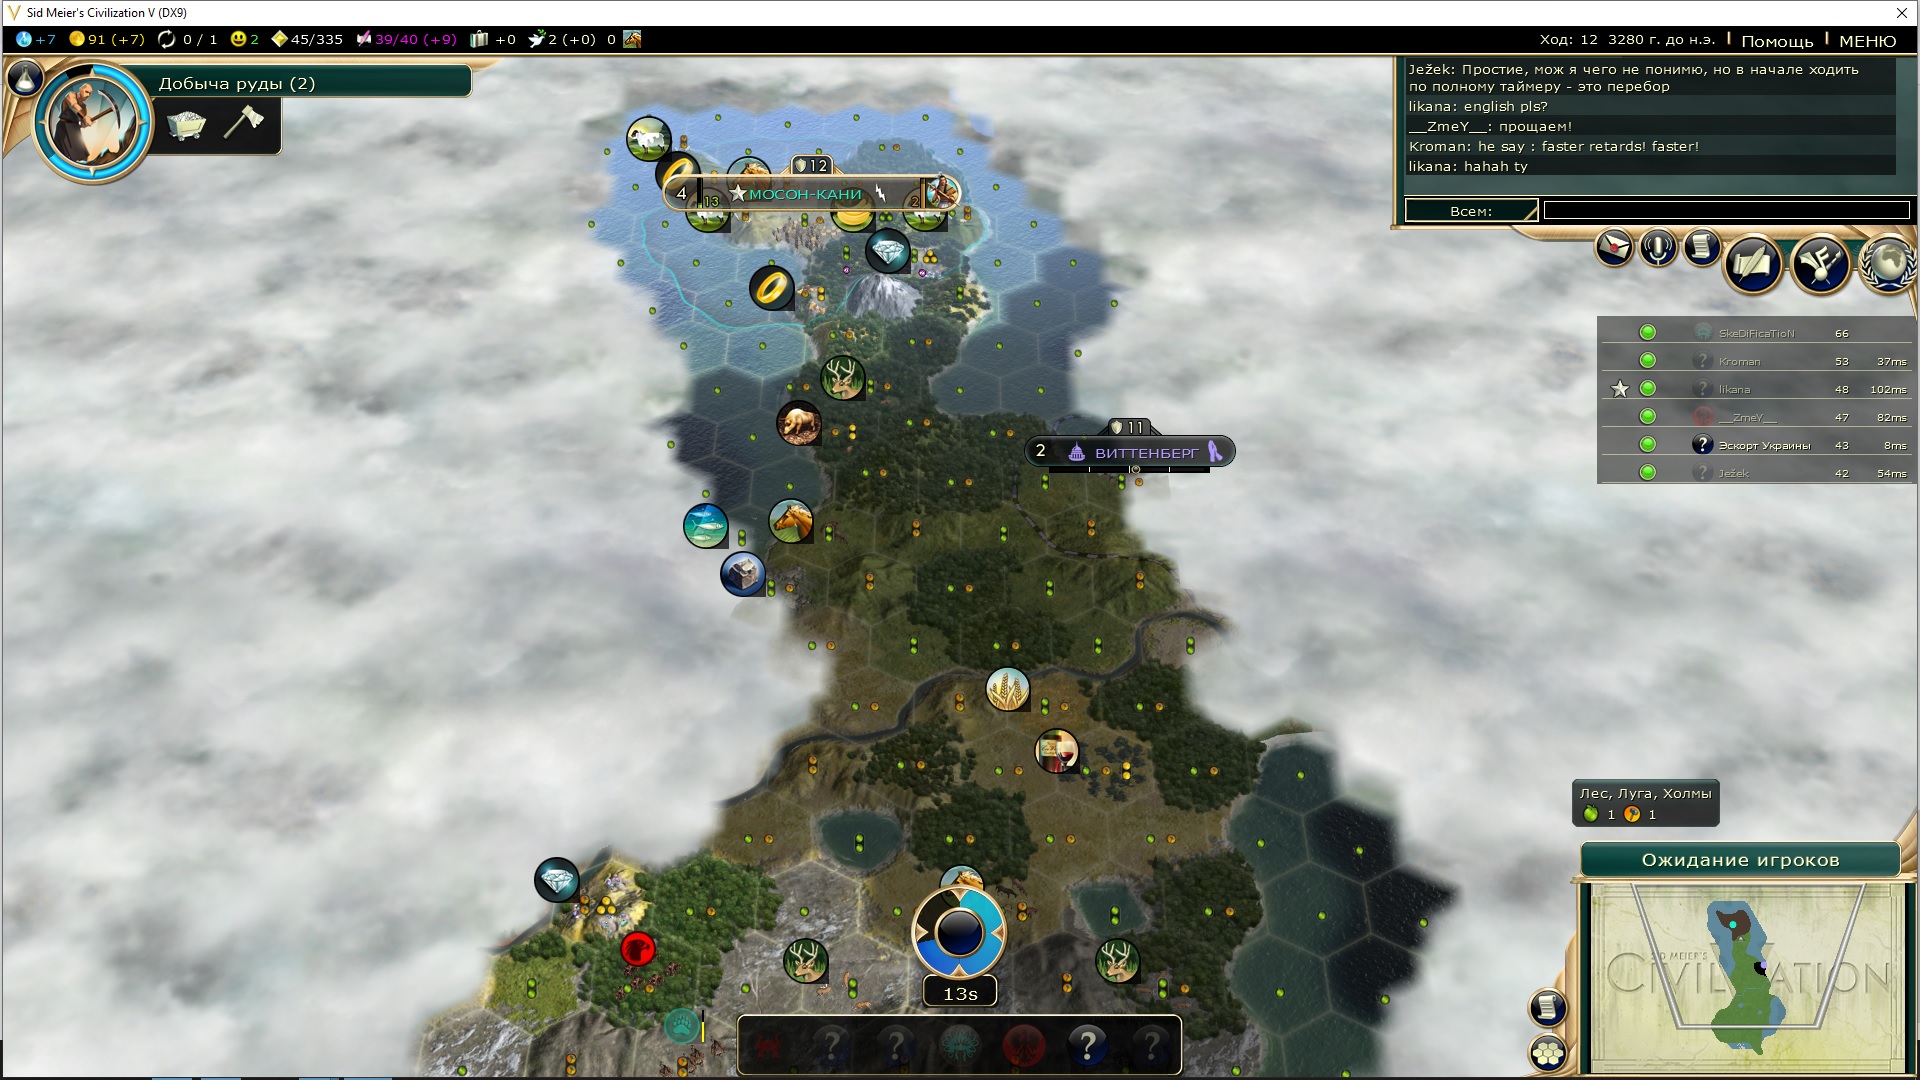 Sid Meier's Civilization V (DX9)
+7 91 (+7) 0 / 1 2 45/335 39/40 (+9) +0 2 (+0) 0
Ход: 12 3280 г. до н.э. Помощь МЕНЮ
Добыча руды (2)
Ježek: Простие, мож я чего не понимю, но в начале ходить
по полному таймеру - это перебор
likana: english pls?
__ZmeY__: прощаем!
Kroman: he say : faster retards! faster!
likana: hahah ty
Всем:
12
4 МОСОН-КАНИ
13 2
SkeDiFicaTioN 66
? Kroman 53 37ms
? likana 48 102ms
__ZmeY__ 47 82ms
? Эскорт Украины 43 8ms
? Ježek 42 54ms
11
2 ВИТТЕНБЕРГ
Лес, Луга, Холмы
1 1
Ожидание игроков
SID MEIER'S
CIVILIZATION
V
13s
? ? ? ?